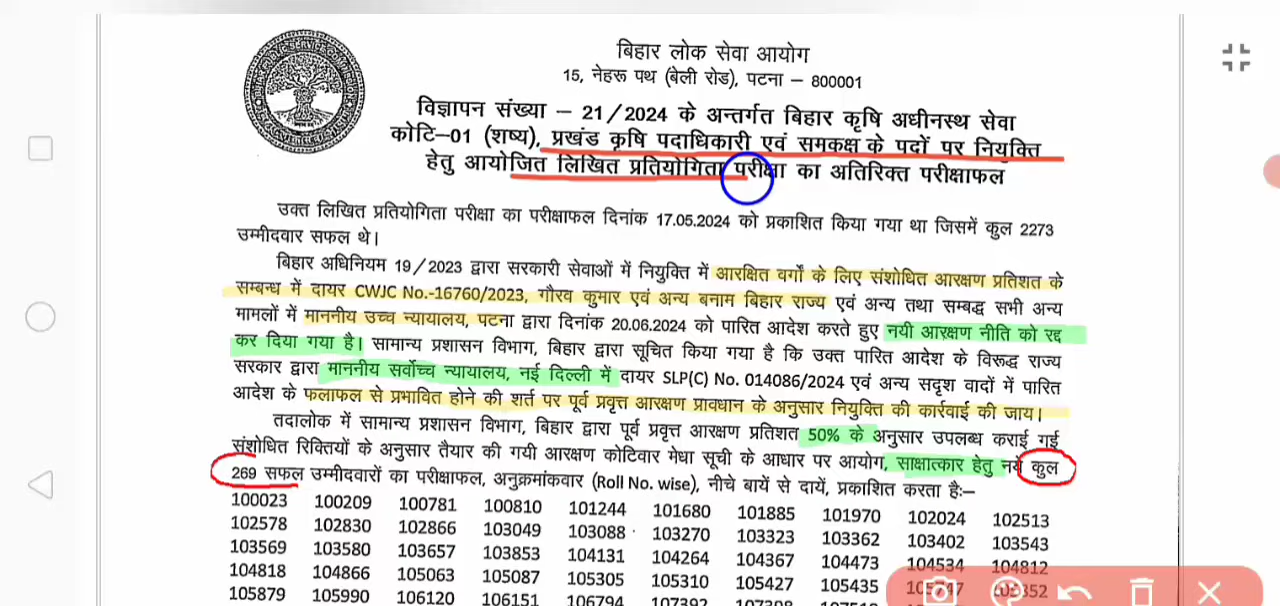 बिहार लोक सेवा आयोग
15, नेहरू पथ (बेली रोड), पटना – 800001
विज्ञापन संख्या – 21/2024 के अन्तर्गत बिहार कृषि अधीनस्थ सेवा
कोटि-01 (शष्य), प्रखंड कृषि पदाधिकारी एवं समकक्ष के पदों पर नियुक्ति
हेतु आयोजित लिखित प्रतियोगिता परीक्षा का अतिरिक्त परीक्षाफल
उक्त लिखित प्रतियोगिता परीक्षा का परीक्षाफल दिनांक 17.05.2024 को प्रकाशित किया गया था जिसमें कुल 2273
उम्मीदवार सफल थे।
बिहार अधिनियम 19/2023 द्वारा सरकारी सेवाओं में नियुक्ति में आरक्षित वर्गो के लिए संशोधित आरक्षण प्रतिशत के
सम्बन्ध में दायर CWJC No.-16760/2023, गौरव कुमार एवं अन्य बनाम बिहार राज्य एवं अन्य तथा सम्बद्ध सभी अन्य
मामलों में माननीय उच्च न्यायालय, पटना द्वारा दिनांक 20.06.2024 को पारित आदेश करते हुए नयी आरक्षण नीति को रद्द
कर दिया गया है। सामान्य प्रशासन विभाग, बिहार द्वारा सूचित किया गया है कि उक्त पारित आदेश के विरूद्ध राज्य
सरकार द्वारा माननीय सर्वोच्च न्यायालय, नई दिल्ली में दायर SLP(C) No. 014086/2024 एवं अन्य सदृश वादों में पारित
आदेश के फलाफल से प्रभावित होने की शर्त पर पूर्व प्रवृत्त आरक्षण प्रावधान के अनुसार नियुक्ति की कार्रवाई की जाय।
तदालोक में सामान्य प्रशासन विभाग, बिहार द्वारा पूर्व प्रवृत्त आरक्षण प्रतिशत 50% के अनुसार उपलब्ध कराई गई
संशोधित रिक्तियों के अनुसार तैयार की गयी आरक्षण कोटिवार मेधा सूची के आधार पर आयोग, साक्षात्कार हेतु नये कुल
269 सफल उम्मीदवारों का परीक्षाफल, अनुक्रमांकवार (Roll No. wise), नीचे बायें से दायें, प्रकाशित करता है:–
100023 100209 100781 100810 101244 101680 101885 101970 102024 102513
102578 102830 102866 103049 103088 103270 103323 103362 103402 103543
103569 103580 103657 103853 104131 104264 104367 104473 104534 104812
104818 104866 105063 105087 105305 105310 105427 105435
105879 105990 106120 106151 106794